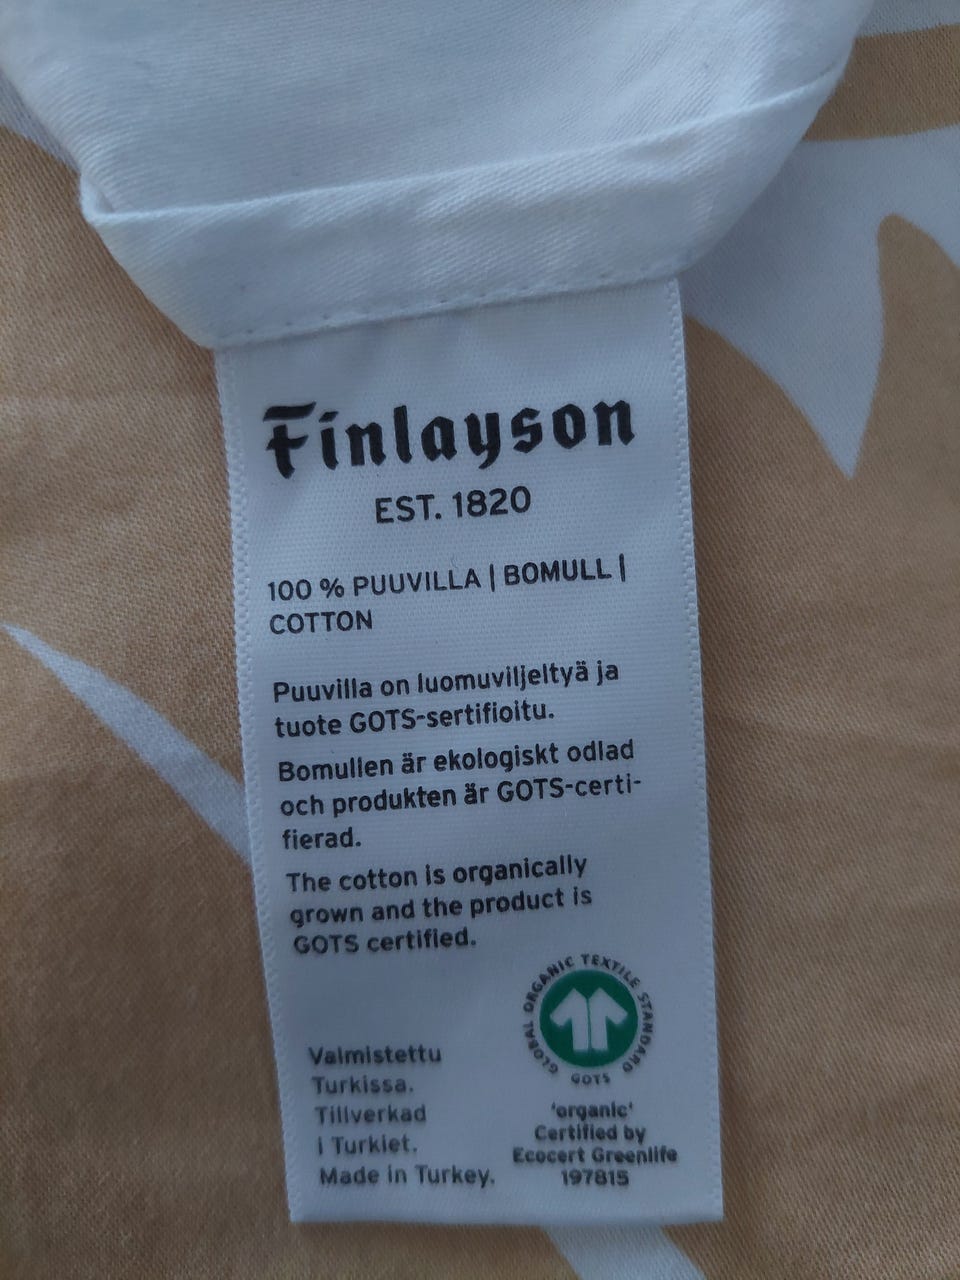 Finlayson
EST. 1820
100 % PUUVILLA | BOMULL |
COTTON
Puuvilla on luomuviljeltyä ja
tuote GOTS-sertifioitu.
Bomullen är ekologiskt odlad
och produkten är GOTS-certi-
fierad.
The cotton is organically
grown and the product is
GOTS certified.
GLOBAL ORGANIC TEXTILE STANDARD
GOTS
Valmistettu
Turkissa.
Tillverkad
i Turkiet.
Made in Turkey.
'organic'
Certified by
Ecocert Greenlife
197815